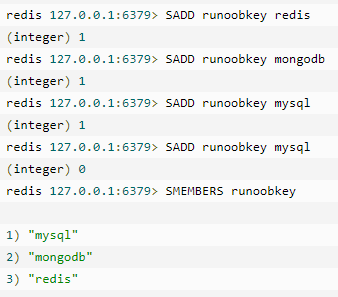 redis 127.0.0.1:6379> SADD runoobkey redis
(integer) 1
redis 127.0.0.1:6379> SADD runoobkey mongodb
(integer) 1
redis 127.0.0.1:6379> SADD runoobkey mysql
(integer) 1
redis 127.0.0.1:6379> SADD runoobkey mysql
(integer) 0
redis 127.0.0.1:6379> SMEMBERS runoobkey
1) "mysql"
2) "mongodb"
3) "redis"